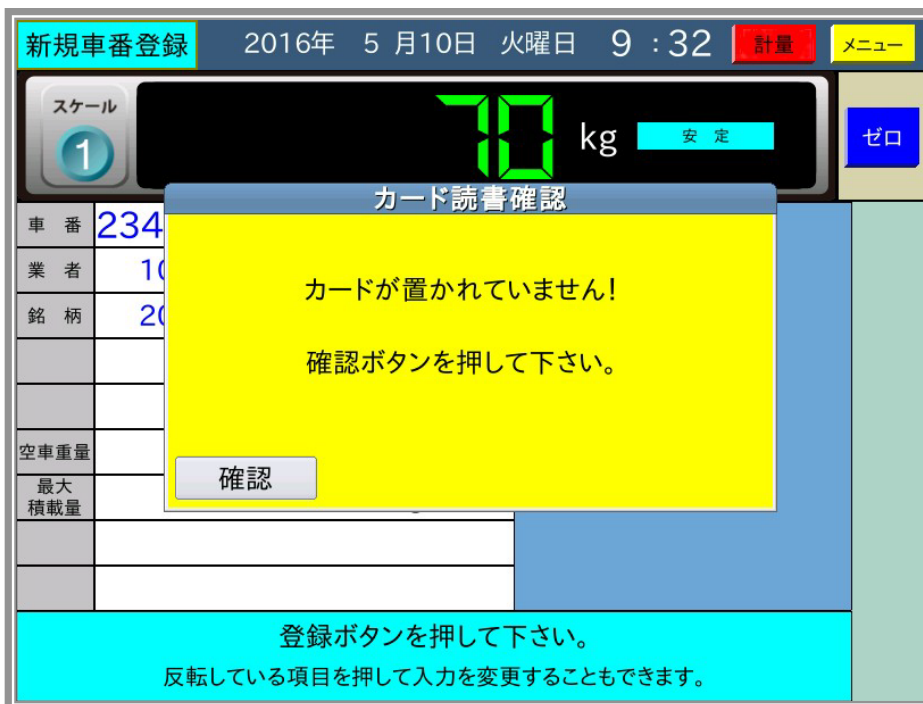 新規車番登録 2016年 5月10日 火曜日 9:32 計量 メニュー
スケール
1
70 kg 安定 ゼロ
カード読書確認
車番 234
業者 10
銘柄 20
カードが置かれていません!
確認ボタンを押して下さい。
空車重量
確認
最大
積載量
登録ボタンを押して下さい。
反転している項目を押して入力を変更することもできます。